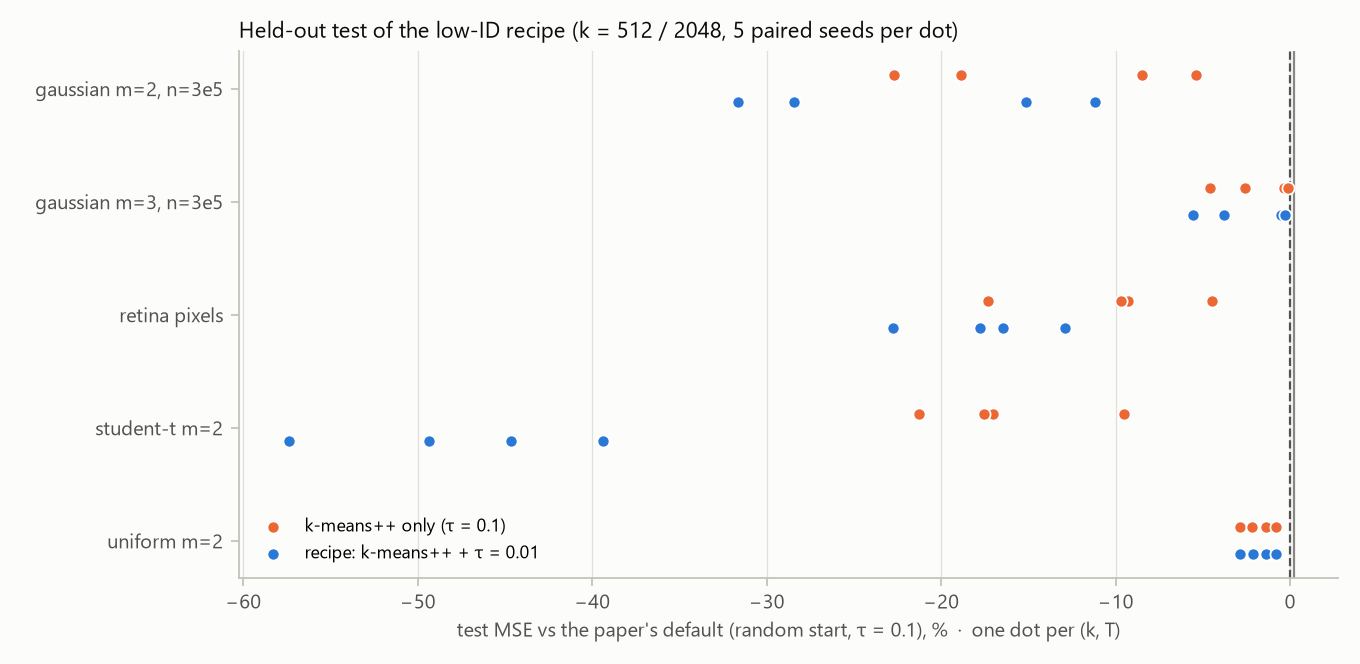 Held-out test of the low-ID recipe (k = 512 / 2048, 5 paired seeds per dot)
gaussian m=2, n=3e5
gaussian m=3, n=3e5
retina pixels
student-t m=2
uniform m=2
k-means++ only (τ = 0.1)
recipe: k-means++ + τ = 0.01
−60 −50 −40 −30 −20 −10 0
test MSE vs the paper's default (random start, τ = 0.1), % · one dot per (k, T)